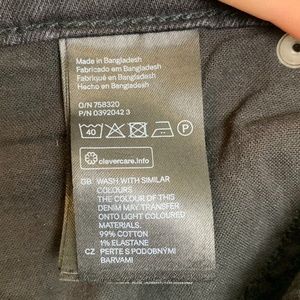 Made in Bangladesh
Fabricado em Bangladesh
Fabriqué en Bangladesh
Hecho en Bangladesh
O/N 758320
P/N 0392042 3
40
P
clevercare.info
GB WASH WITH SIMILAR
COLOURS
THE COLOUR OF THIS
DENIM MAY TRANSFER
ONTO LIGHT COLOURED
MATERIALS.
99% COTTON
1% ELASTANE
CZ PERTE S PODOBNÝMI
BARVAMI